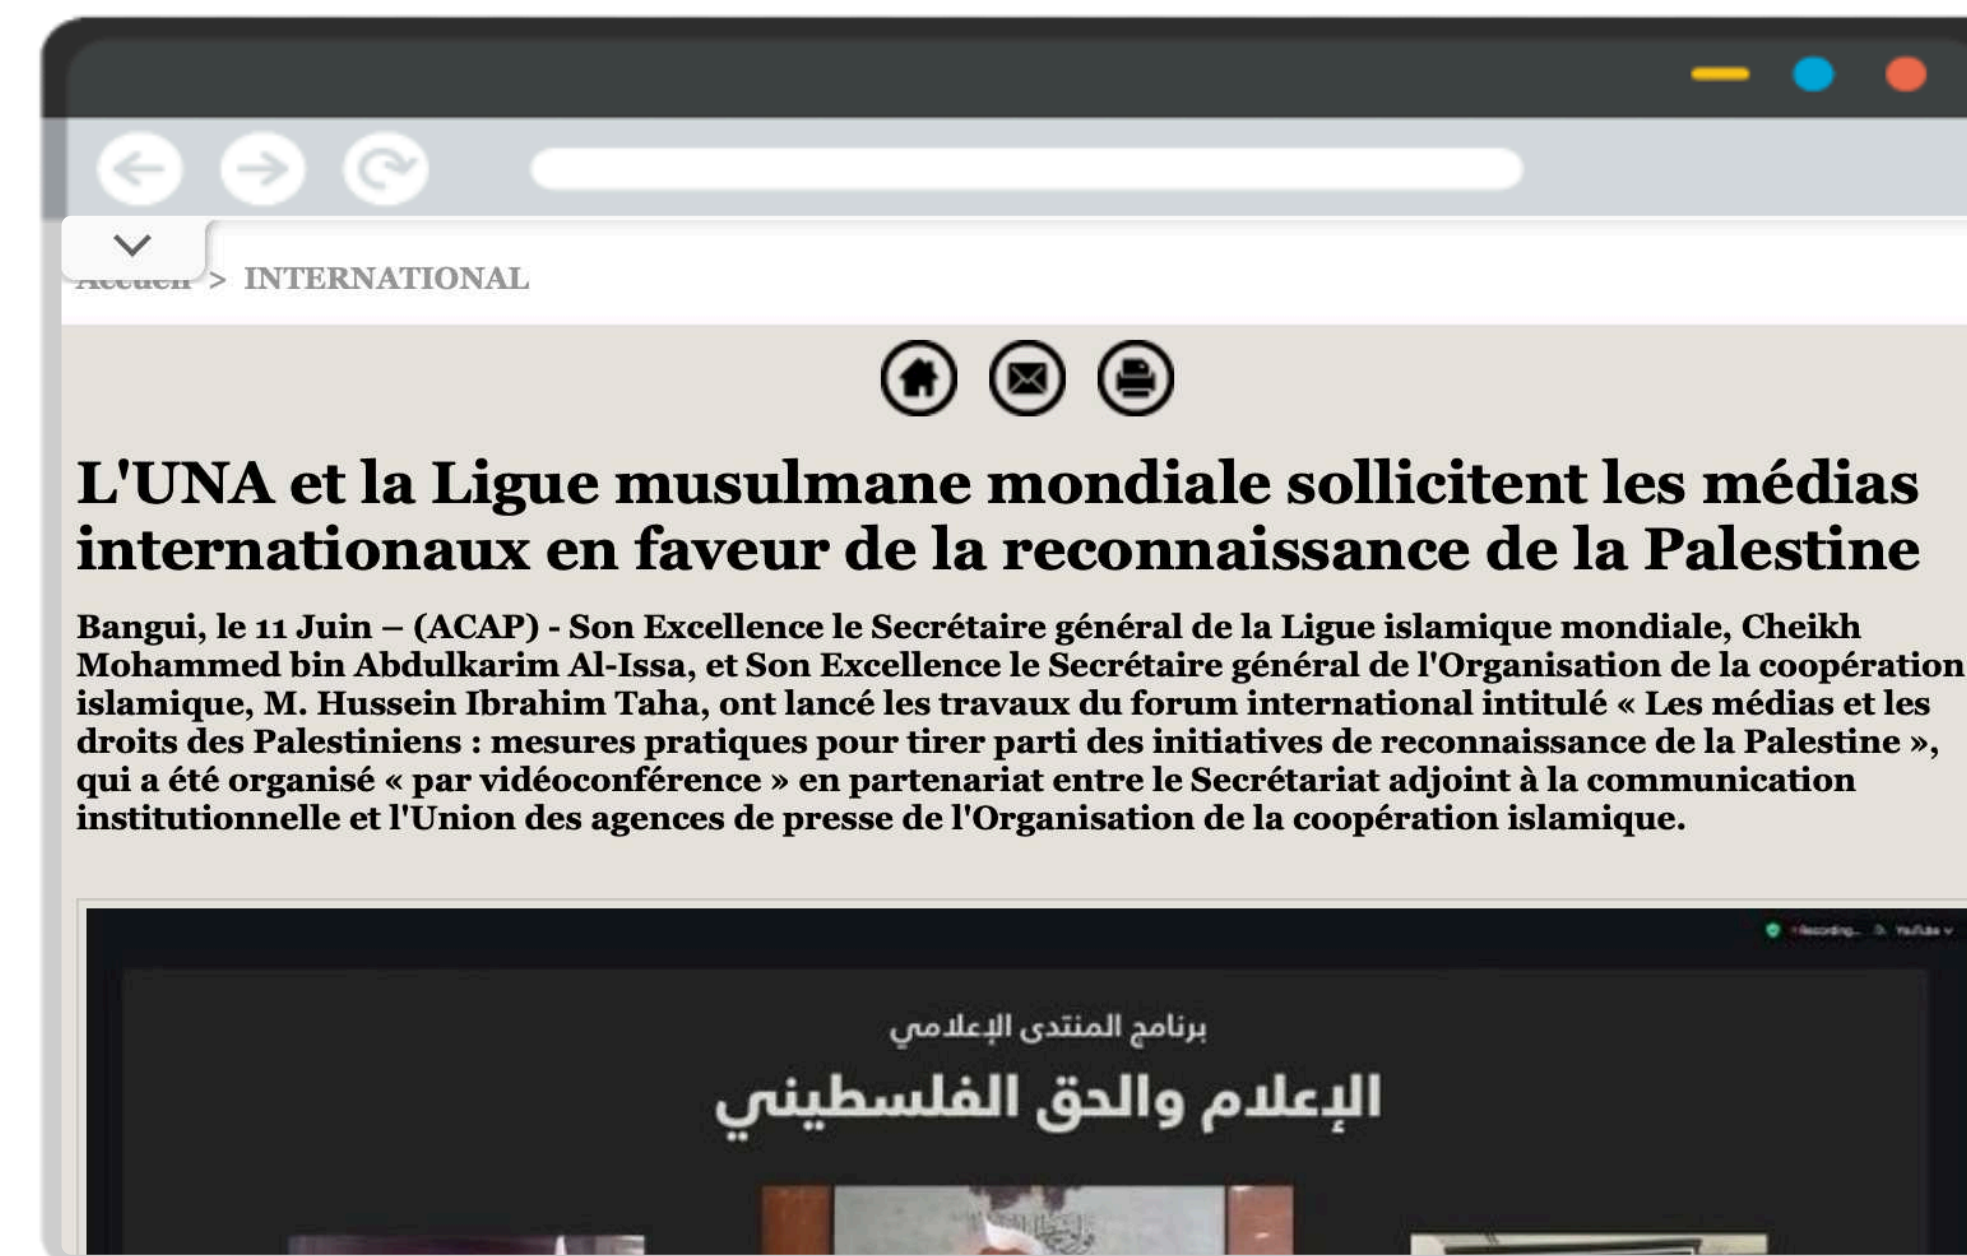 Accueil > INTERNATIONAL
L'UNA et la Ligue musulmane mondiale sollicitent les médias
internationaux en faveur de la reconnaissance de la Palestine
Bangui, le 11 Juin – (ACAP) - Son Excellence le Secrétaire général de la Ligue islamique mondiale, Cheikh
Mohammed bin Abdulkarim Al-Issa, et Son Excellence le Secrétaire général de l'Organisation de la coopération
islamique, M. Hussein Ibrahim Taha, ont lancé les travaux du forum international intitulé « Les médias et les
droits des Palestiniens : mesures pratiques pour tirer parti des initiatives de reconnaissance de la Palestine »,
qui a été organisé « par vidéoconférence » en partenariat entre le Secrétariat adjoint à la communication
institutionnelle et l'Union des agences de presse de l'Organisation de la coopération islamique.
Recording... YouTube
برنامج المنتدى الإعلامي
الإعلام والحق الفلسطيني